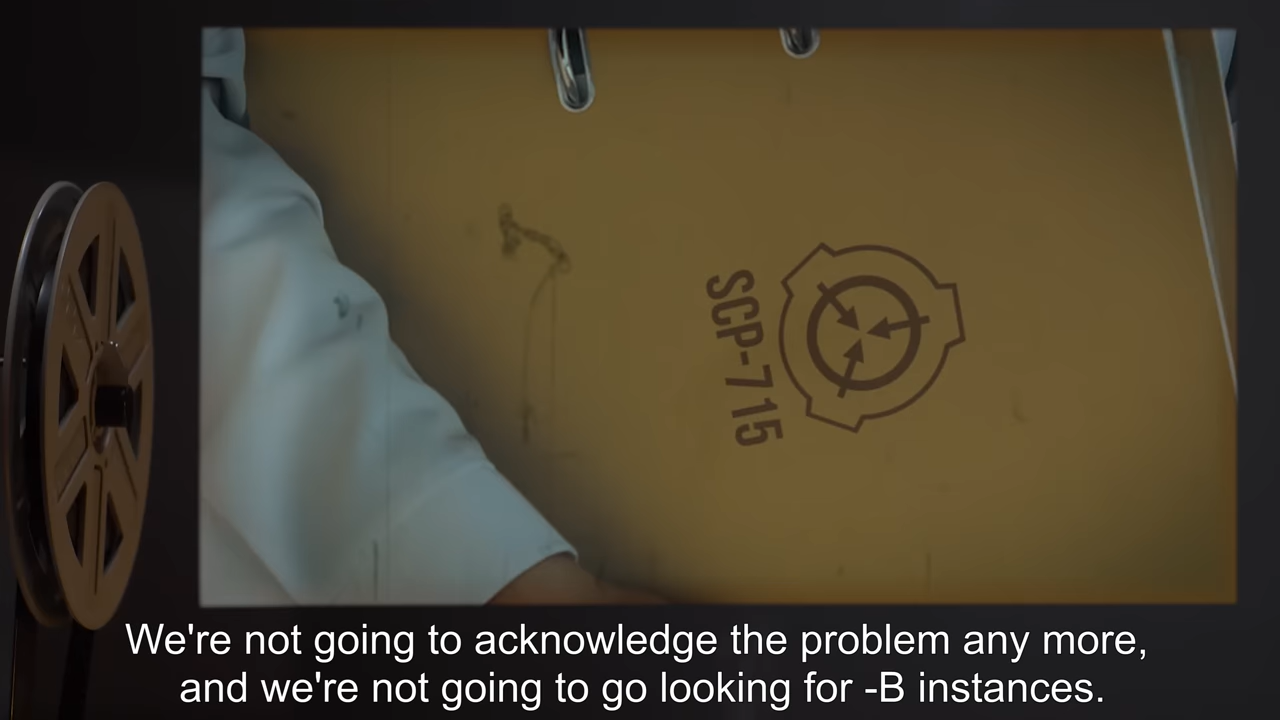 SCP-715
We're not going to acknowledge the problem any more,
and we're not going to go looking for -B instances.